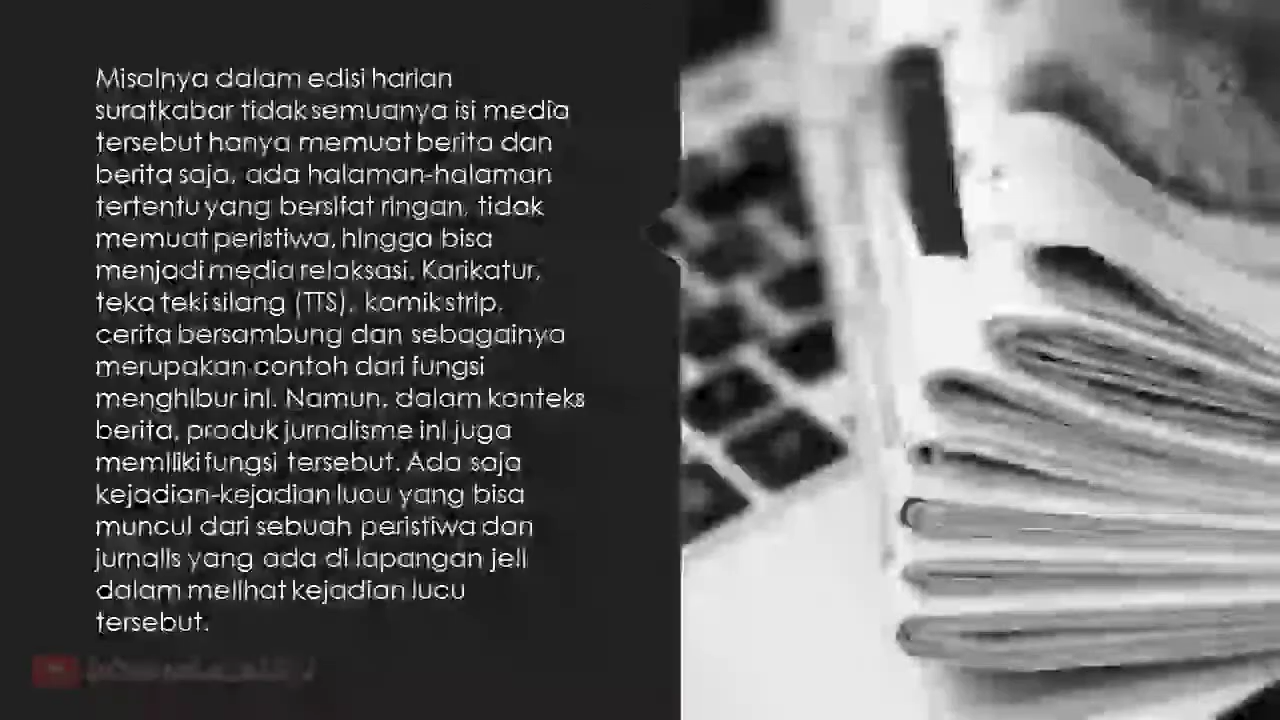 Misalnya dalam edisi harian
suratkabar tidak semuanya isi media
tersebut hanya memuat berita dan
berita saja, ada halaman-halaman
tertentu yang bersifat ringan, tidak
memuat peristiwa, hingga bisa
menjadi media relaksasi. Karikatur,
teka teki silang (TTS), komik strip,
cerita bersambung dan sebagainya
merupakan contoh dari fungsi
menghibur ini. Namun, dalam konteks
berita, produk jurnalisme ini juga
memiliki fungsi tersebut. Ada saja
kejadian-kejadian lucu yang bisa
muncul dari sebuah peristiwa dan
jurnalis yang ada di lapangan jeli
dalam melihat kejadian lucu
tersebut.